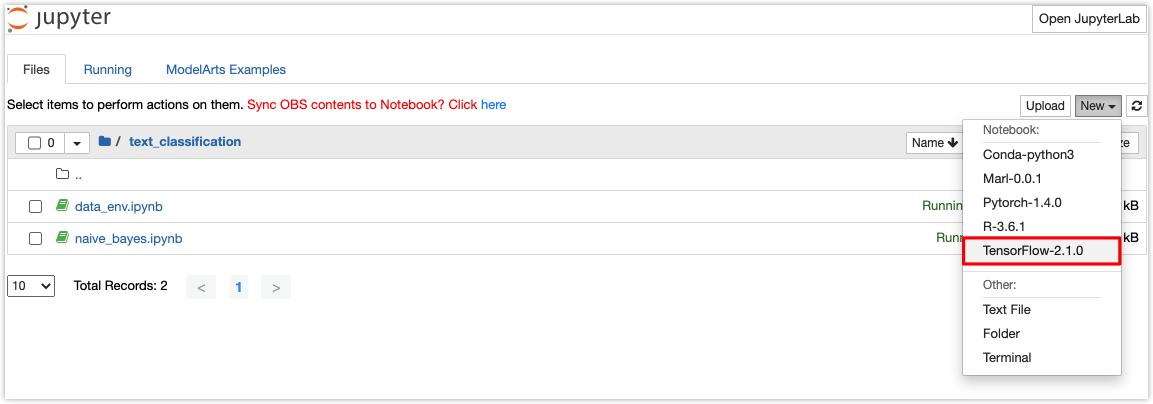 jupyter
Open JupyterLab
Files Running ModelArts Examples
Select items to perform actions on them. Sync OBS contents to Notebook? Click here
Upload New
0 / text_classification Name ze
Notebook:
Conda-python3
Marl-0.0.1
Pytorch-1.4.0
R-3.6.1
TensorFlow-2.1.0
Other:
Text File
Folder
Terminal
..
data_env.ipynb Runnin kB
naive_bayes.ipynb Runn kB
10 Total Records: 2 < 1 >